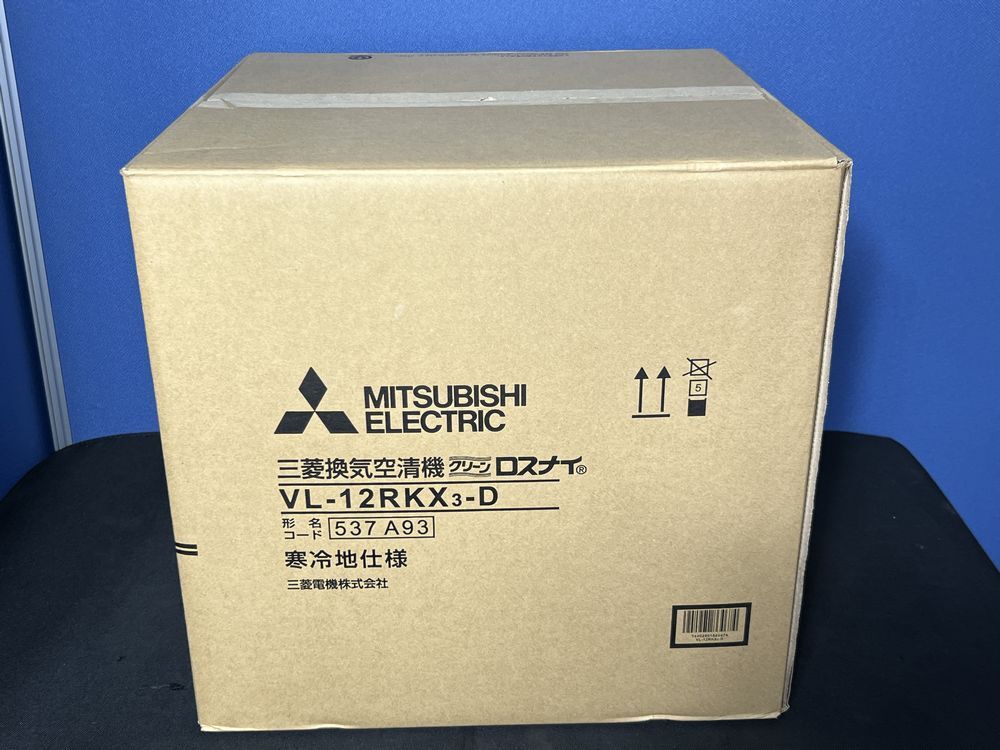 MITSUBISHI
ELECTRIC
三菱換気空清機 クリーン ロスナイ®
VL-12RKX3-D
形名
コード 537 A93
寒冷地仕様
三菱電機株式会社
5
VL-12RKX3-D